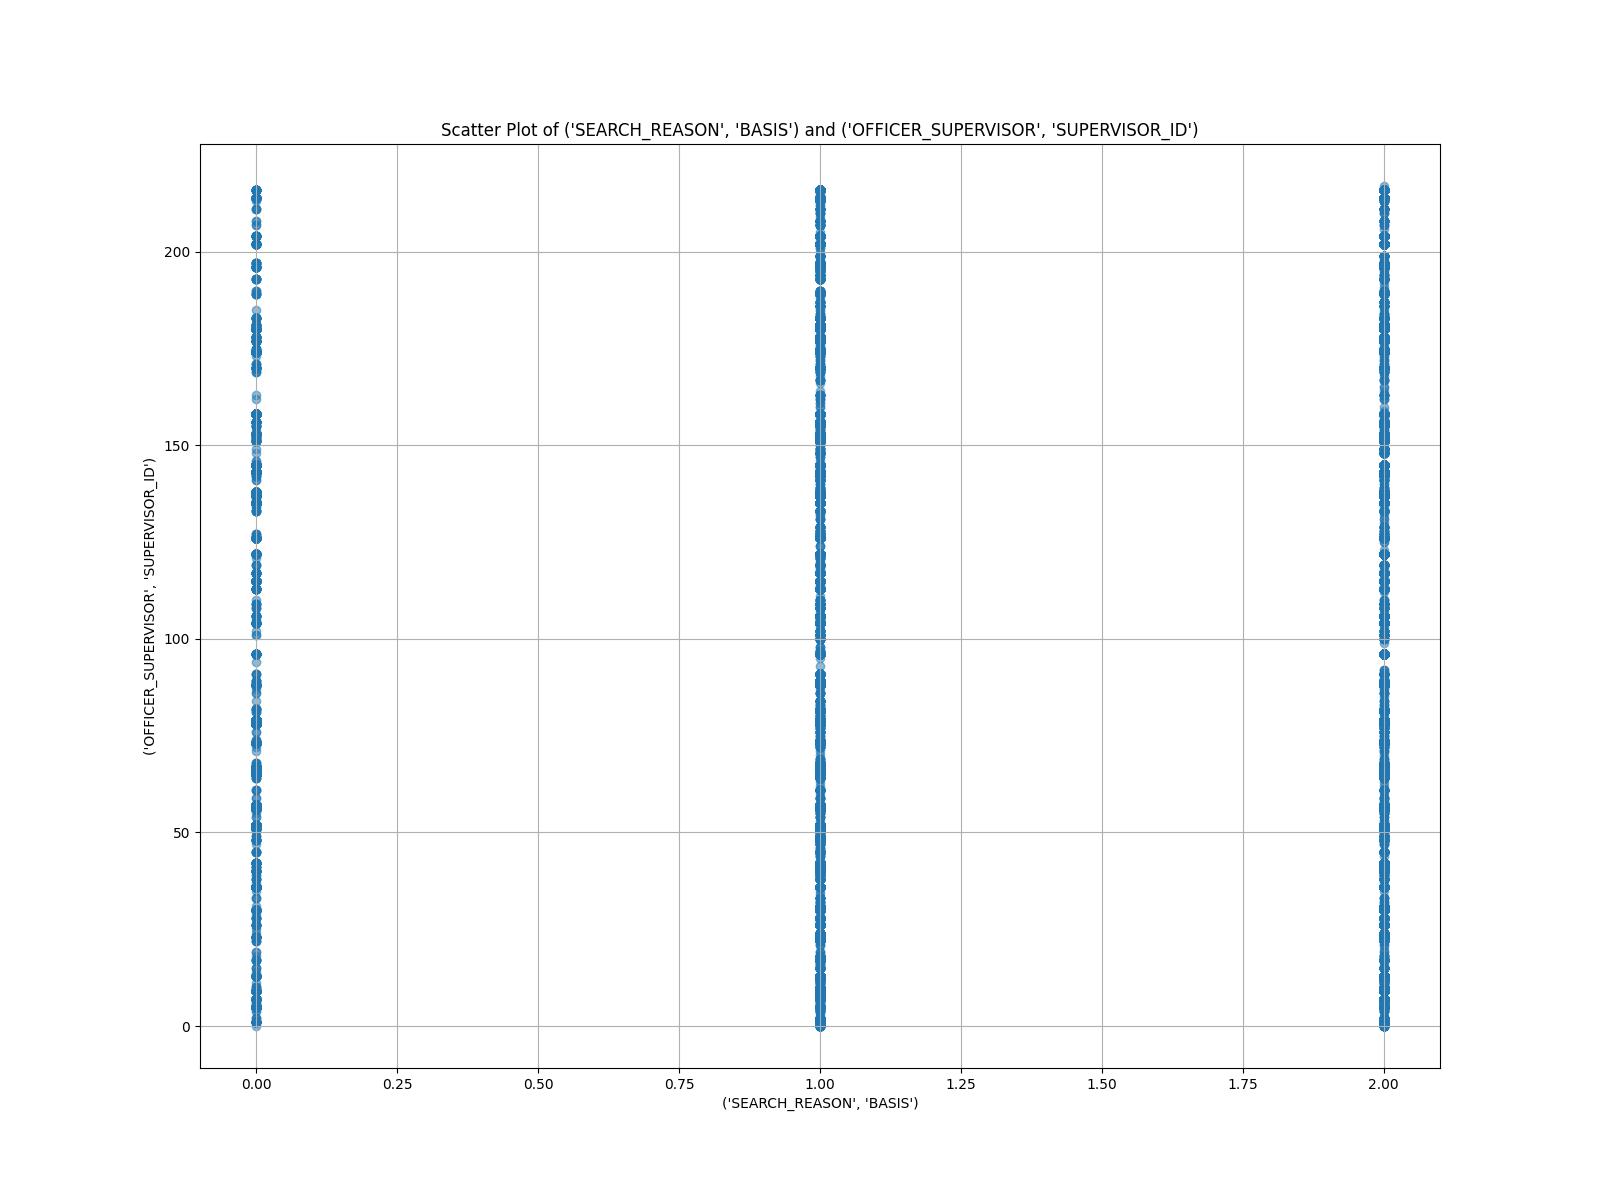 Scatter Plot of ('SEARCH_REASON', 'BASIS') and ('OFFICER_SUPERVISOR', 'SUPERVISOR_ID')
('OFFICER_SUPERVISOR', 'SUPERVISOR_ID')
200
150
100
50
0
0.00 0.25 0.50 0.75 1.00 1.25 1.50 1.75 2.00
('SEARCH_REASON', 'BASIS')